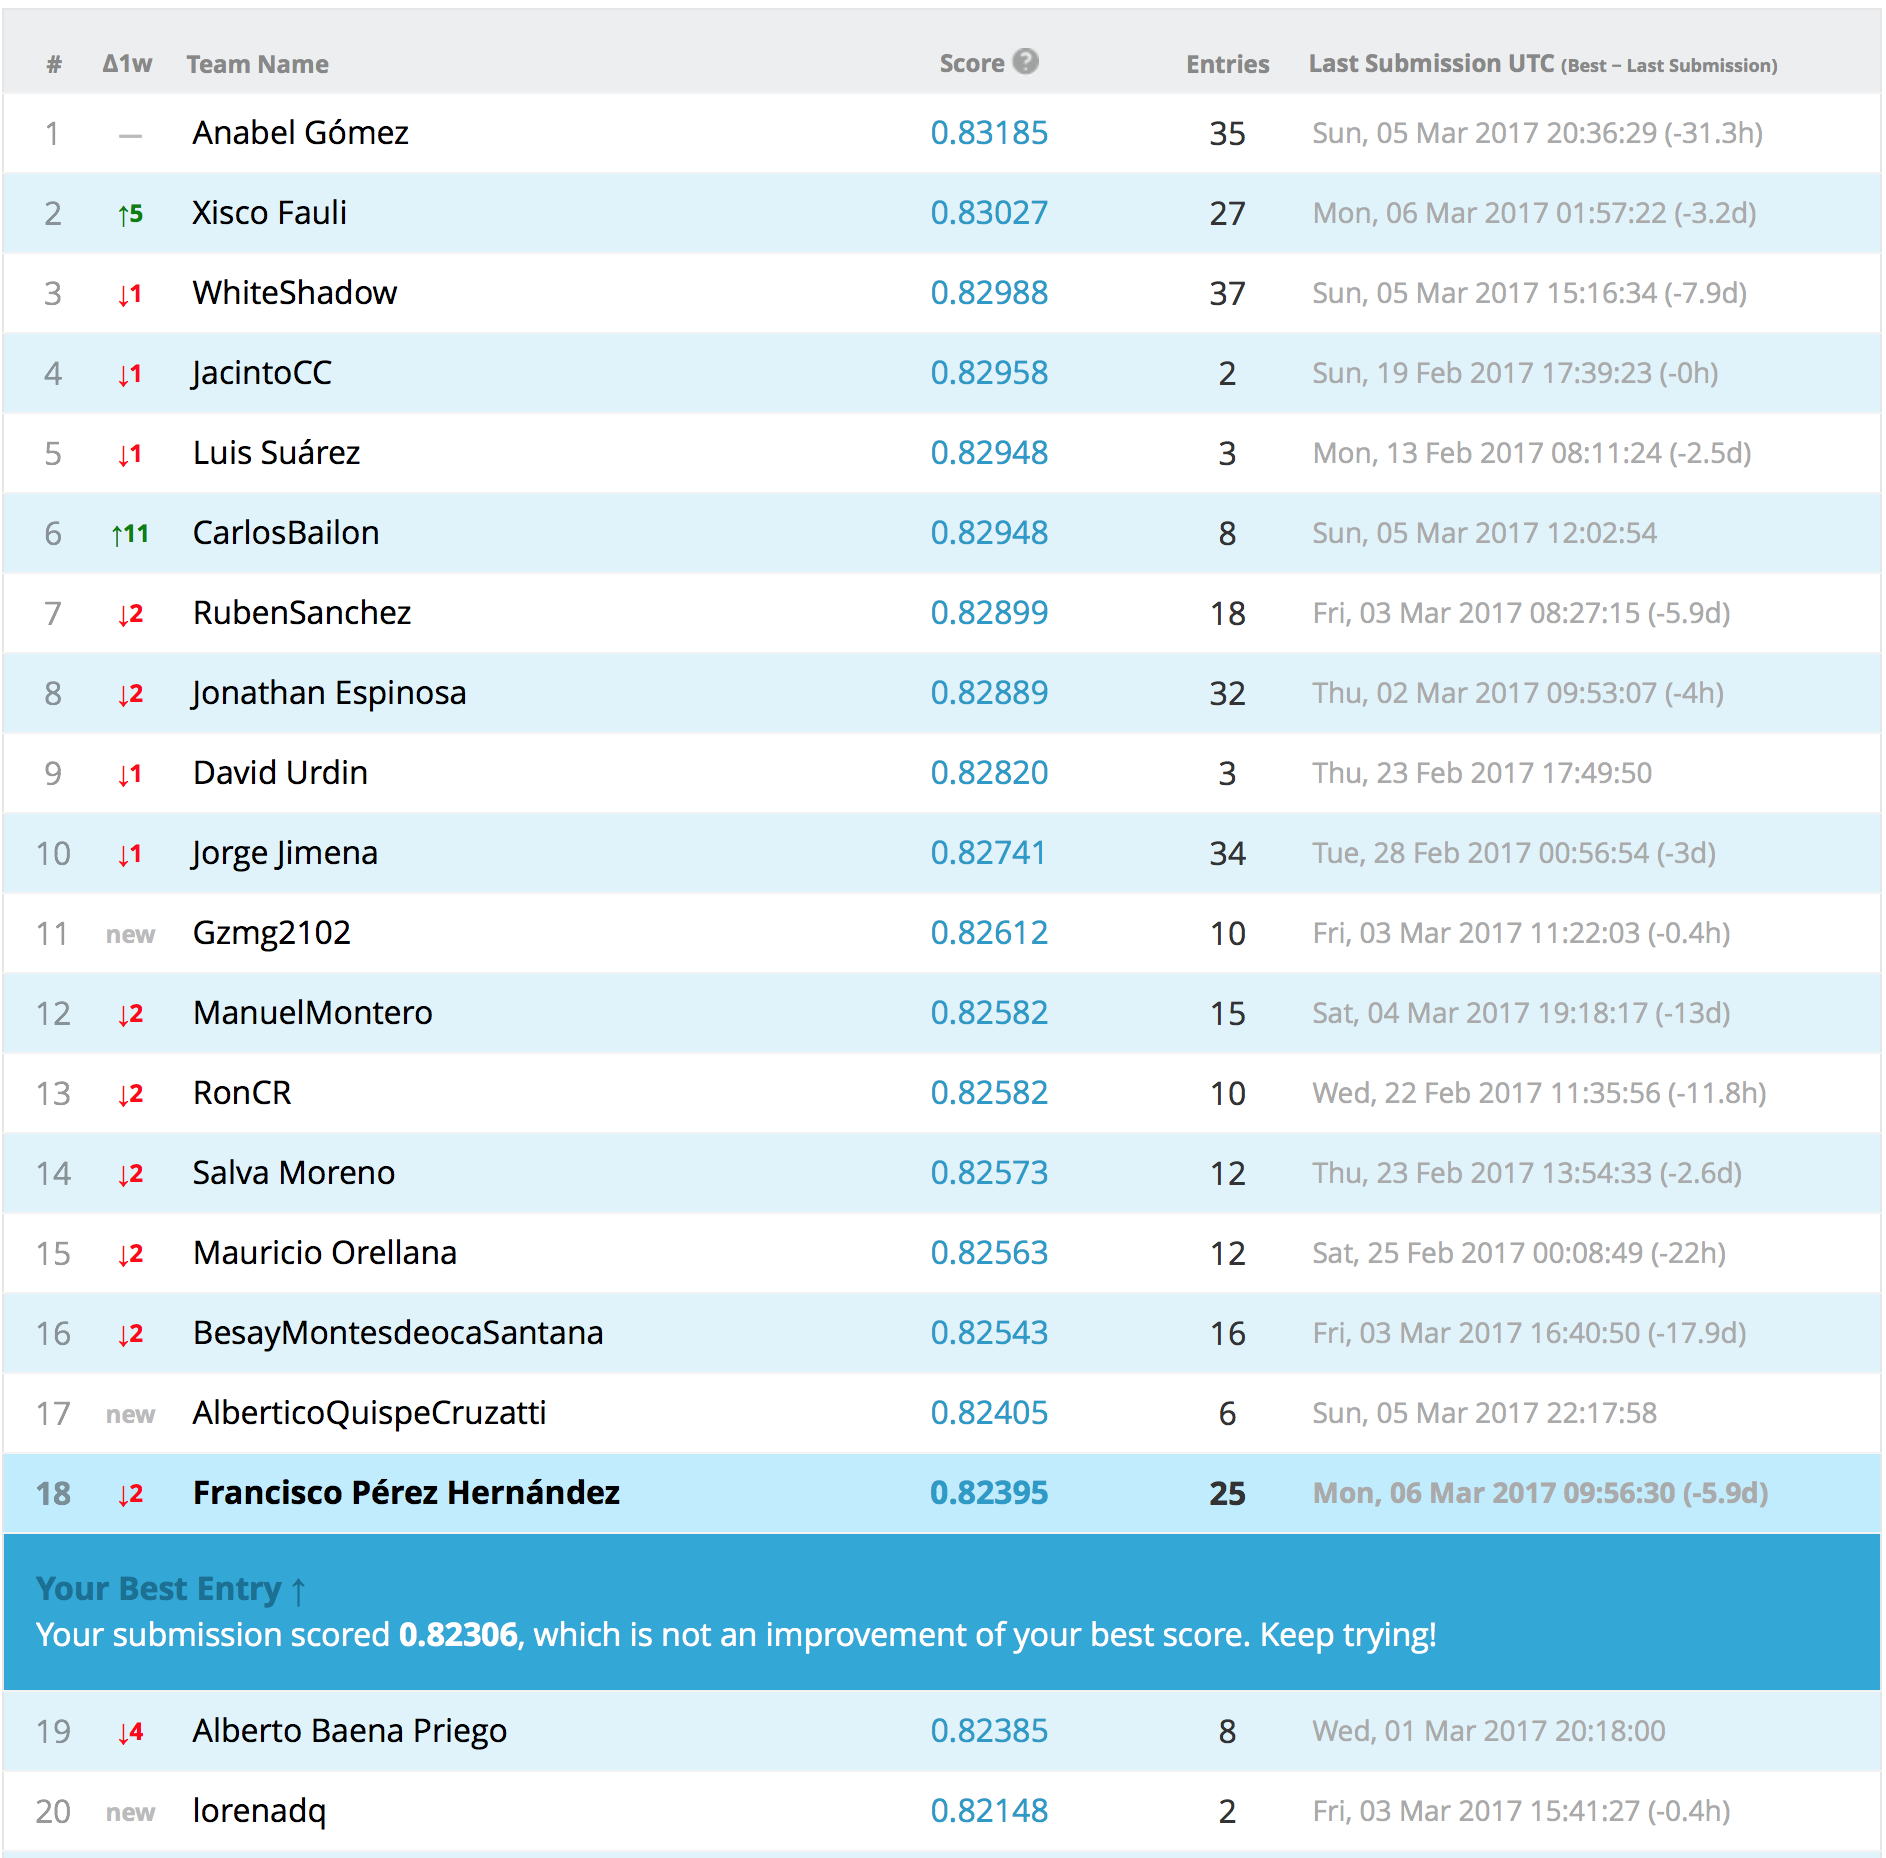 # Δ1w Team Name Score ? Entries Last Submission UTC (Best − Last Submission)
1 — Anabel Gómez 0.83185 35 Sun, 05 Mar 2017 20:36:29 (-31.3h)
2 ↑5 Xisco Fauli 0.83027 27 Mon, 06 Mar 2017 01:57:22 (-3.2d)
3 ↓1 WhiteShadow 0.82988 37 Sun, 05 Mar 2017 15:16:34 (-7.9d)
4 ↓1 JacintoCC 0.82958 2 Sun, 19 Feb 2017 17:39:23 (-0h)
5 ↓1 Luis Suárez 0.82948 3 Mon, 13 Feb 2017 08:11:24 (-2.5d)
6 ↑11 CarlosBailon 0.82948 8 Sun, 05 Mar 2017 12:02:54
7 ↓2 RubenSanchez 0.82899 18 Fri, 03 Mar 2017 08:27:15 (-5.9d)
8 ↓2 Jonathan Espinosa 0.82889 32 Thu, 02 Mar 2017 09:53:07 (-4h)
9 ↓1 David Urdin 0.82820 3 Thu, 23 Feb 2017 17:49:50
10 ↓1 Jorge Jimena 0.82741 34 Tue, 28 Feb 2017 00:56:54 (-3d)
11 new Gzmg2102 0.82612 10 Fri, 03 Mar 2017 11:22:03 (-0.4h)
12 ↓2 ManuelMontero 0.82582 15 Sat, 04 Mar 2017 19:18:17 (-13d)
13 ↓2 RonCR 0.82582 10 Wed, 22 Feb 2017 11:35:56 (-11.8h)
14 ↓2 Salva Moreno 0.82573 12 Thu, 23 Feb 2017 13:54:33 (-2.6d)
15 ↓2 Mauricio Orellana 0.82563 12 Sat, 25 Feb 2017 00:08:49 (-22h)
16 ↓2 BesayMontesdeocaSantana 0.82543 16 Fri, 03 Mar 2017 16:40:50 (-17.9d)
17 new AlberticoQuispeCruzatti 0.82405 6 Sun, 05 Mar 2017 22:17:58
18 ↓2 Francisco Pérez Hernández 0.82395 25 Mon, 06 Mar 2017 09:56:30 (-5.9d)
Your Best Entry ↑
Your submission scored 0.82306, which is not an improvement of your best score. Keep trying!
19 ↓4 Alberto Baena Priego 0.82385 8 Wed, 01 Mar 2017 20:18:00
20 new lorenadq 0.82148 2 Fri, 03 Mar 2017 15:41:27 (-0.4h)